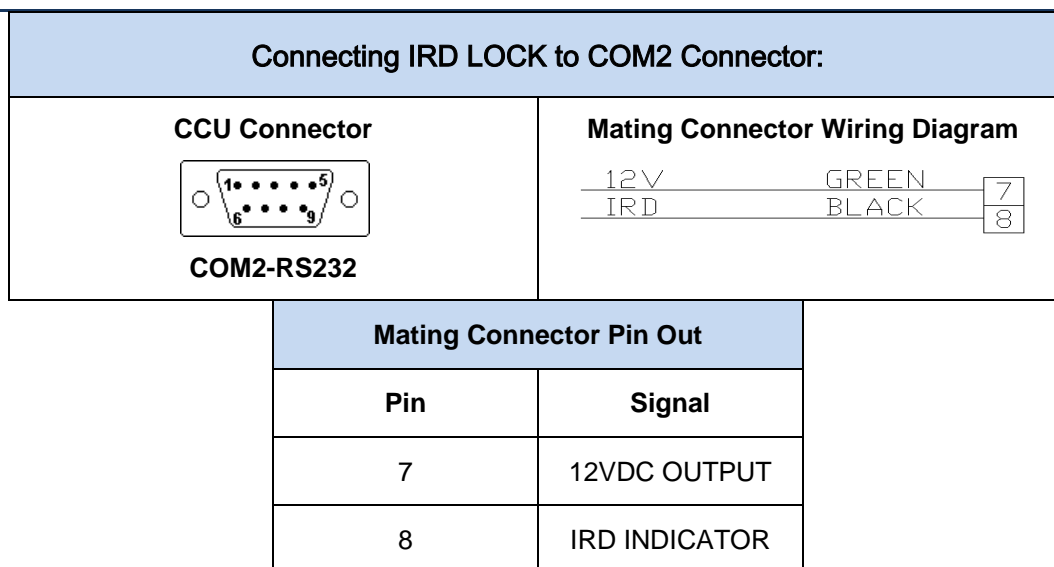 Connecting IRD LOCK to COM2 Connector:
CCU Connector
1 5
6 9
COM2-RS232
Mating Connector Wiring Diagram
12V GREEN 7
IRD BLACK 8
Mating Connector Pin Out
Pin Signal
7 12VDC OUTPUT
8 IRD INDICATOR